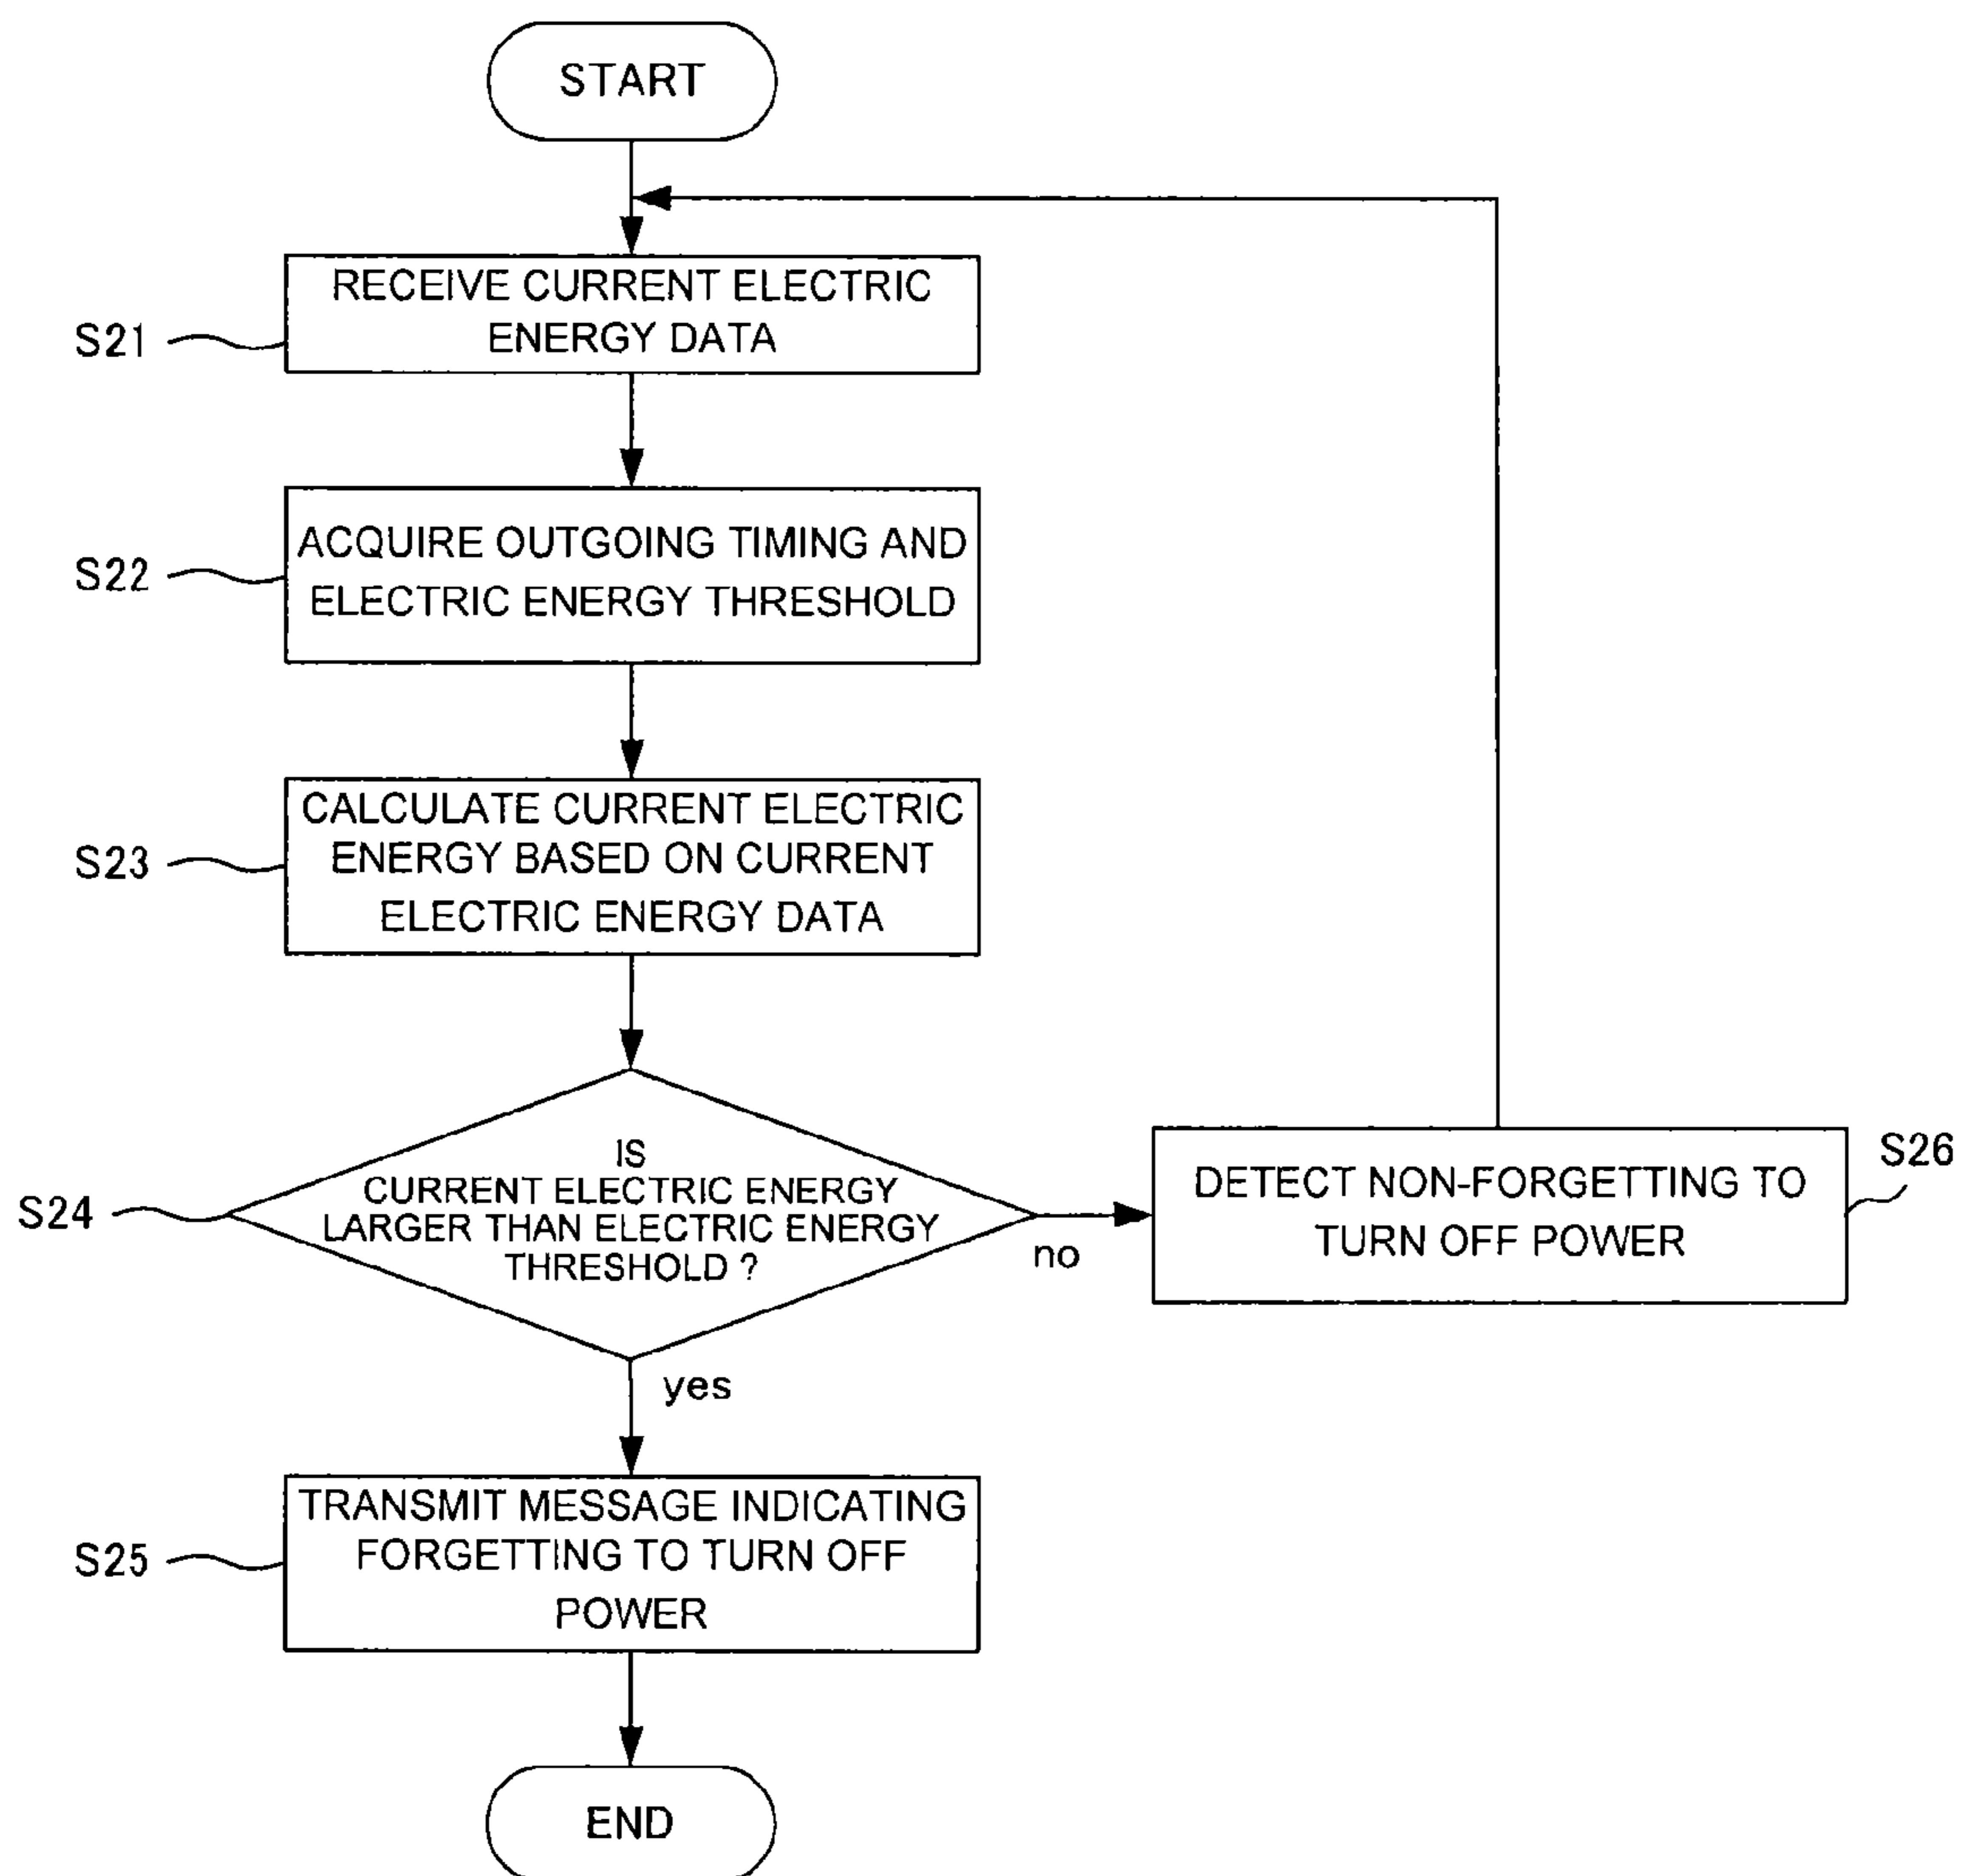 START
RECEIVE CURRENT ELECTRIC
ENERGY DATA
S21
ACQUIRE OUTGOING TIMING AND
ELECTRIC ENERGY THRESHOLD
S22
CALCULATE CURRENT ELECTRIC
ENERGY BASED ON CURRENT
ELECTRIC ENERGY DATA
S23
IS
CURRENT ELECTRIC ENERGY
LARGER THAN ELECTRIC ENERGY
THRESHOLD ?
S24
no
DETECT NON-FORGETTING TO
TURN OFF POWER
S26
yes
TRANSMIT MESSAGE INDICATING
FORGETTING TO TURN OFF
POWER
S25
END